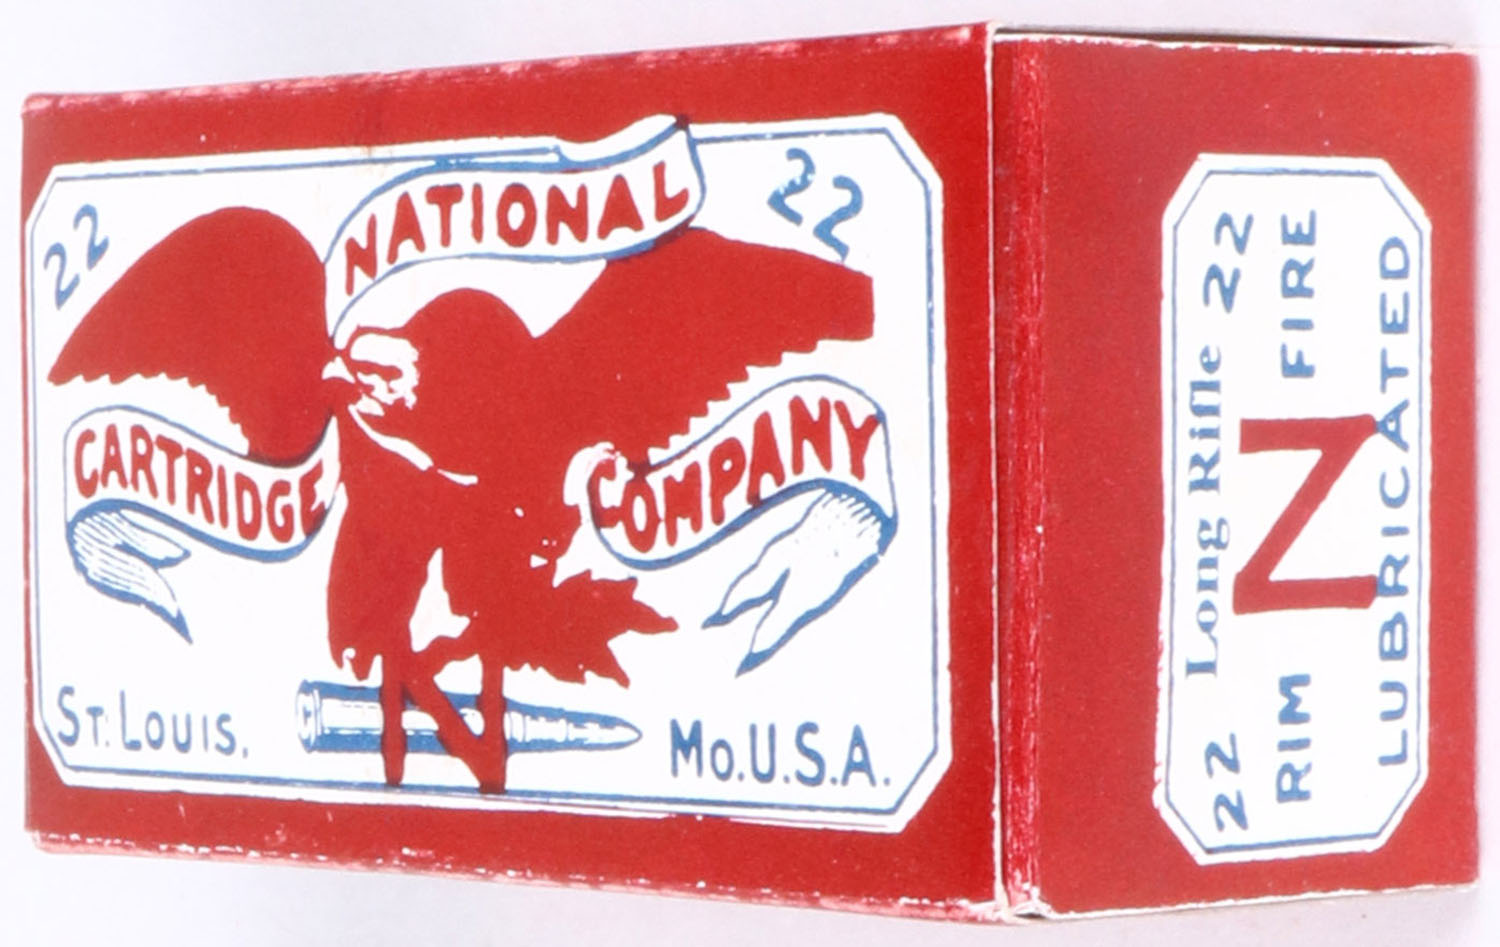 22 22
NATIONAL
CARTRIDGE COMPANY
N
ST. LOUIS, MO. U.S.A.
22 Long Rifle 22
RIM N FIRE
LUBRICATED